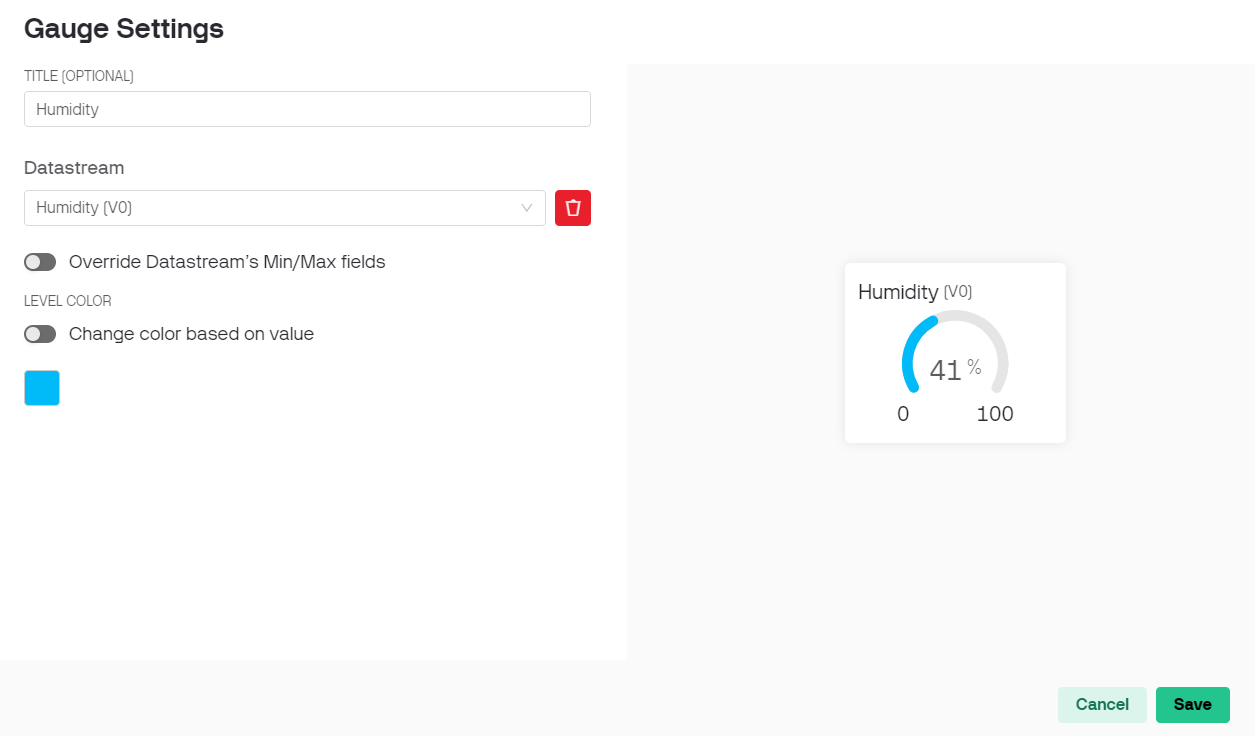 Gauge Settings
TITLE (OPTIONAL)
Humidity
Datastream
Humidity (V0)
Override Datastream’s Min/Max fields
LEVEL COLOR
Change color based on value
Humidity (V0)
41 %
0 100
Cancel Save